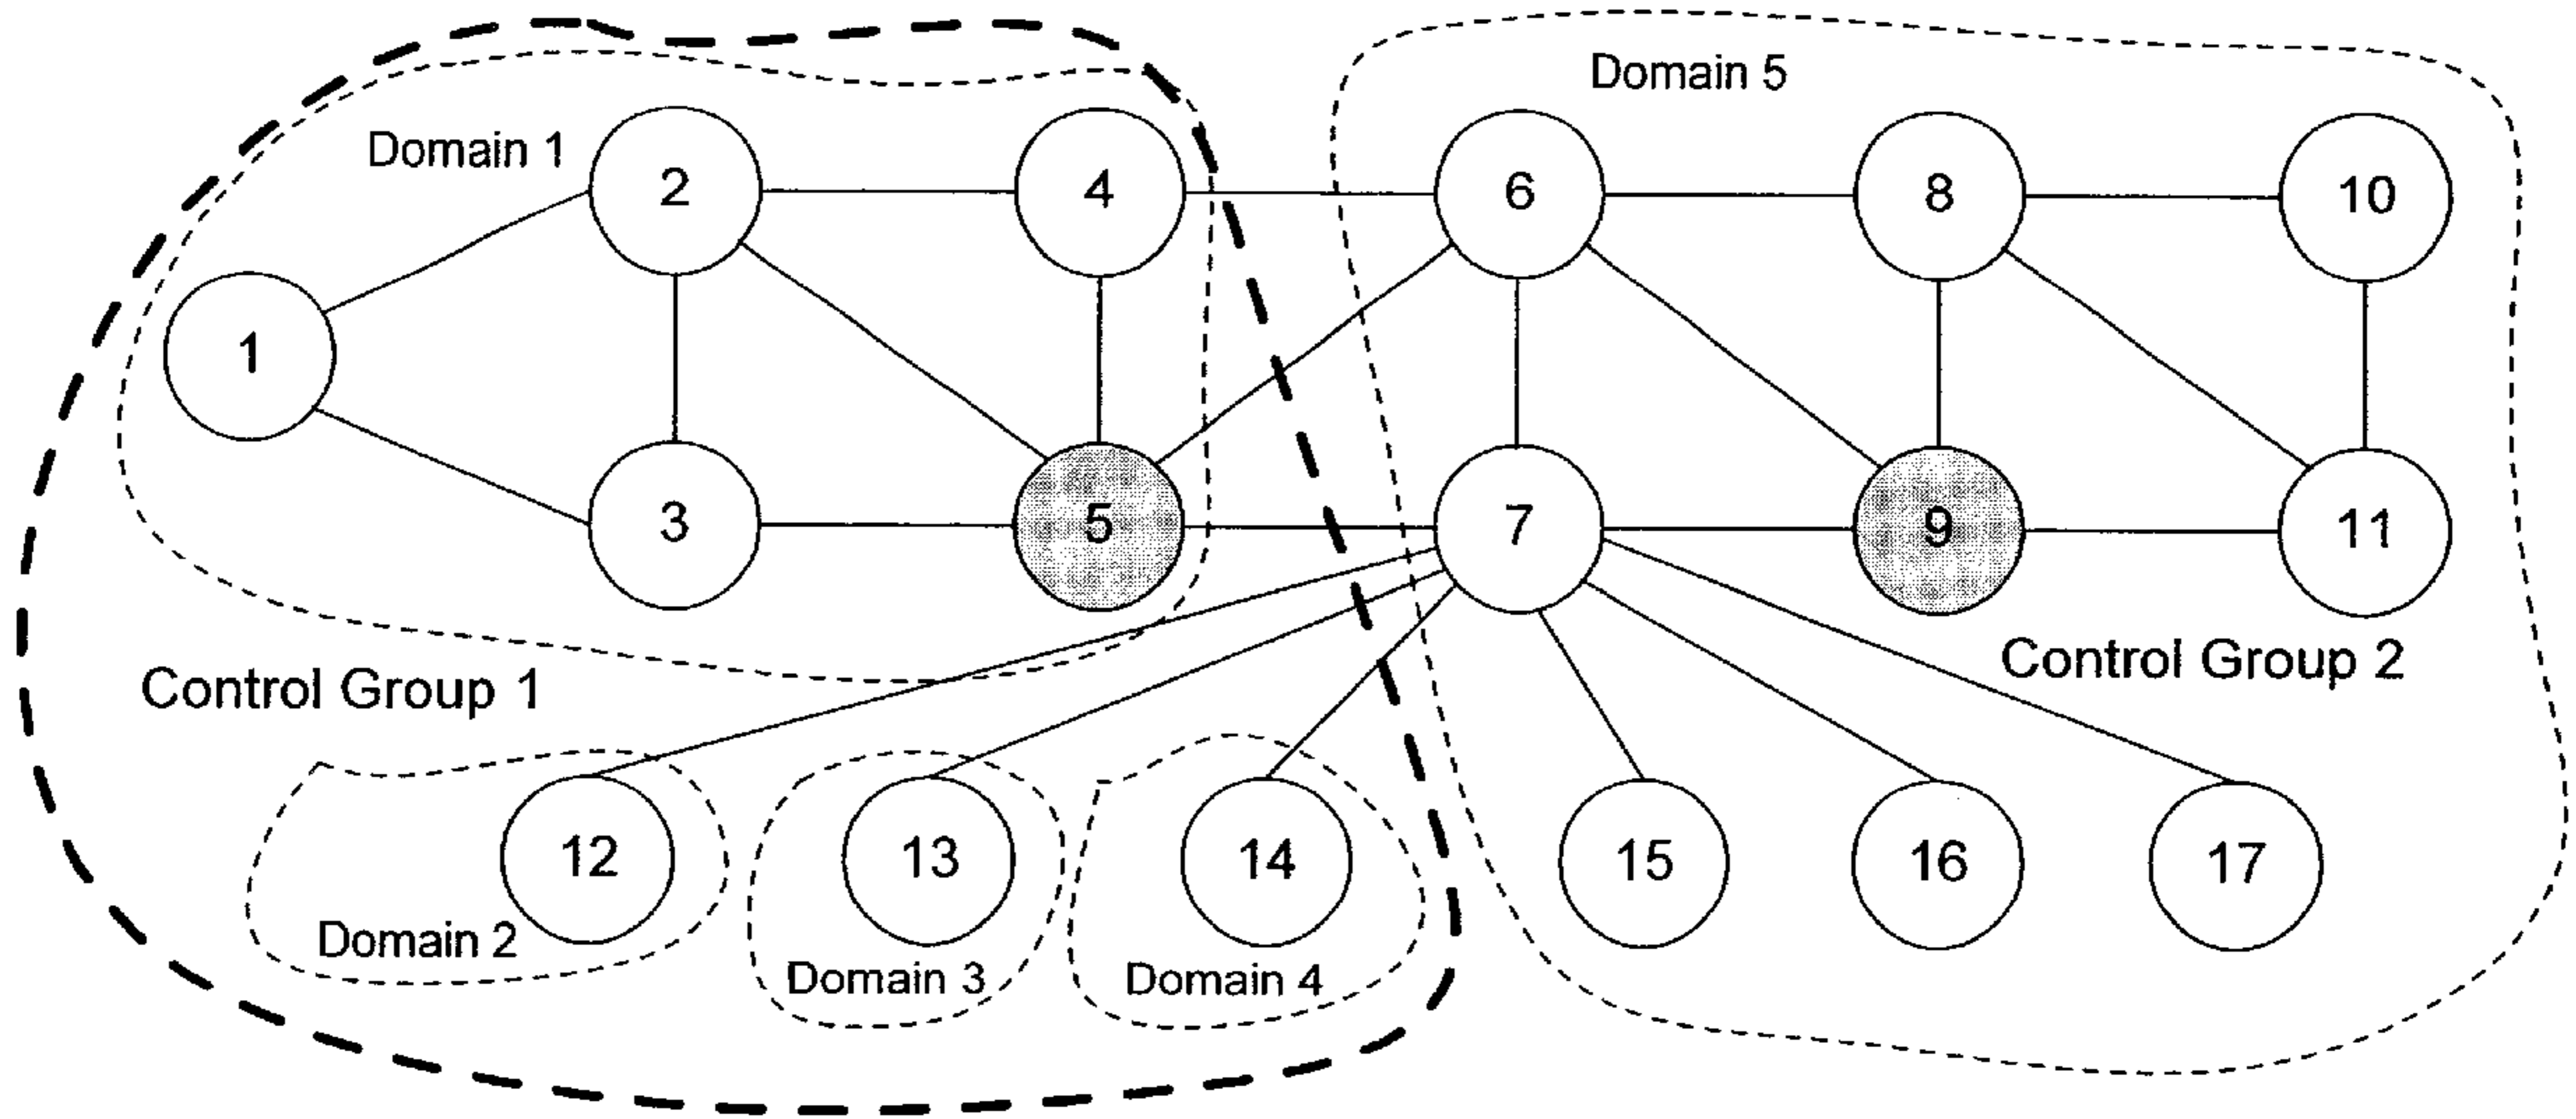 Domain 5
Domain 1
2
4
6
8
10
1
3
5
7
9
11
Control Group 1
Control Group 2
12
13
14
15
16
17
Domain 2
Domain 3
Domain 4